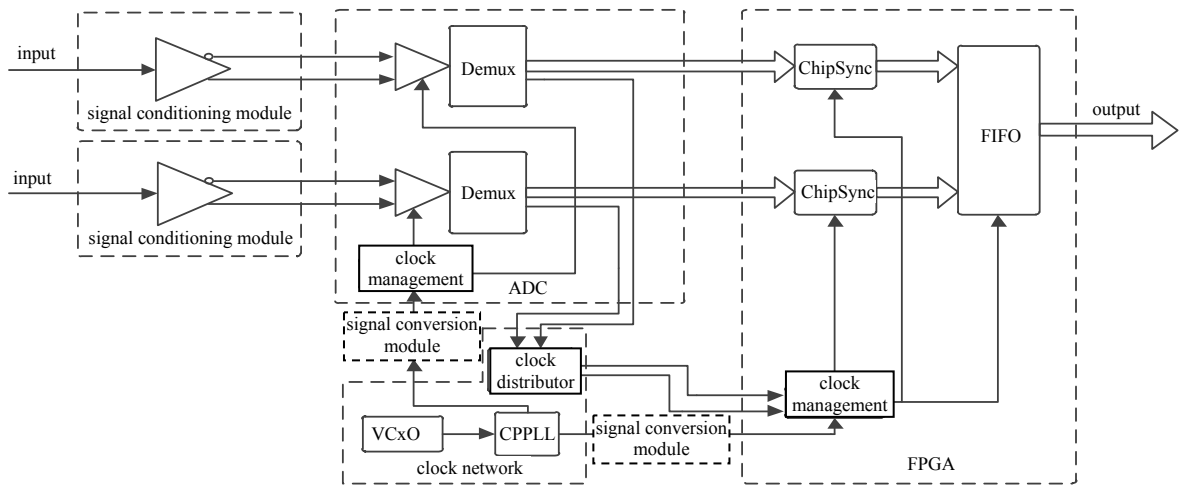 input
signal conditioning module
Demux
ChipSync
FIFO
output
input
signal conditioning module
Demux
ChipSync
clock
management
ADC
signal conversion
module
clock
distributor
clock
management
VCxO
CPPLL
signal conversion
module
clock network
FPGA